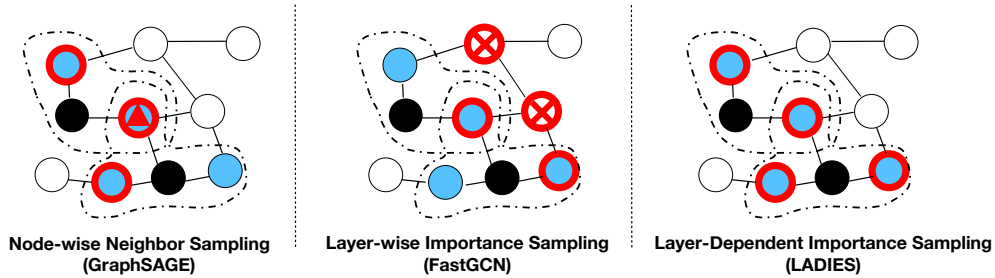 Node-wise Neighbor Sampling
(GraphSAGE)
Layer-wise Importance Sampling
(FastGCN)
Layer-Dependent Importance Sampling
(LADIES)